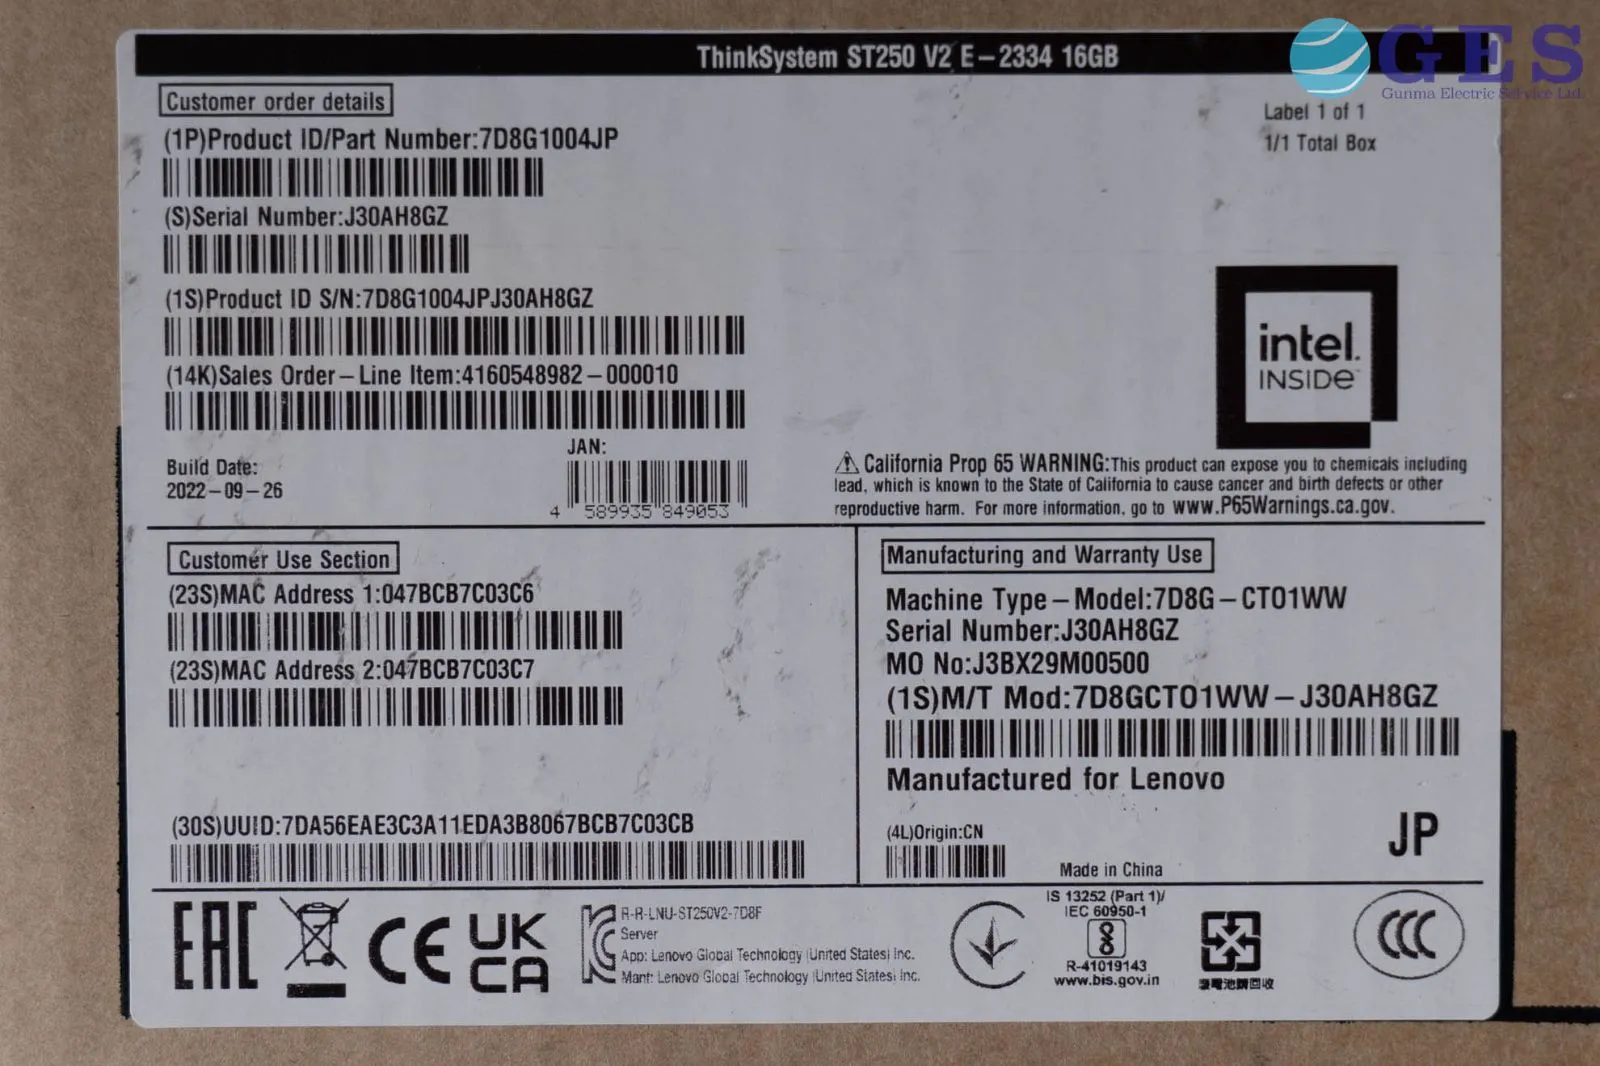 ThinkSystem ST250 V2 E-2334 16GB
GES
Gunma Electric Service Ltd.
Customer order details
Label 1 of 1
1/1 Total Box
(1P)Product ID/Part Number:7D8G1004JP
(S)Serial Number:J30AH8GZ
(1S)Product ID S/N:7D8G1004JPJ30AH8GZ
(14K)Sales Order-Line Item:4160548982-000010
intel.
INSIDe
Build Date:
2022-09-26
JAN:
4 589935 849053
⚠ California Prop 65 WARNING:This product can expose you to chemicals including
lead, which is known to the State of California to cause cancer and birth defects or other
reproductive harm. For more information, go to www.P65Warnings.ca.gov.
Customer Use Section
(23S)MAC Address 1:047BCB7C03C6
(23S)MAC Address 2:047BCB7C03C7
(30S)UUID:7DA56EAE3C3A11EDA3B8067BCB7C03CB
Manufacturing and Warranty Use
Machine Type-Model:7D8G-CTO1WW
Serial Number:J30AH8GZ
MO No:J3BX29M00500
(1S)M/T Mod:7D8GCTO1WW-J30AH8GZ
Manufactured for Lenovo
(4L)Origin:CN
Made in China
JP
EAC
CE
UK
CA
R-R-LNU-ST250V2-7D8F
Server
App: Lenovo Global Technology (United States) Inc.
Manf: Lenovo Global Technology (United States) Inc.
IS 13252 (Part 1)/
IEC 60950-1
R-41019143
www.bis.gov.in
廢電池請回收
CCC